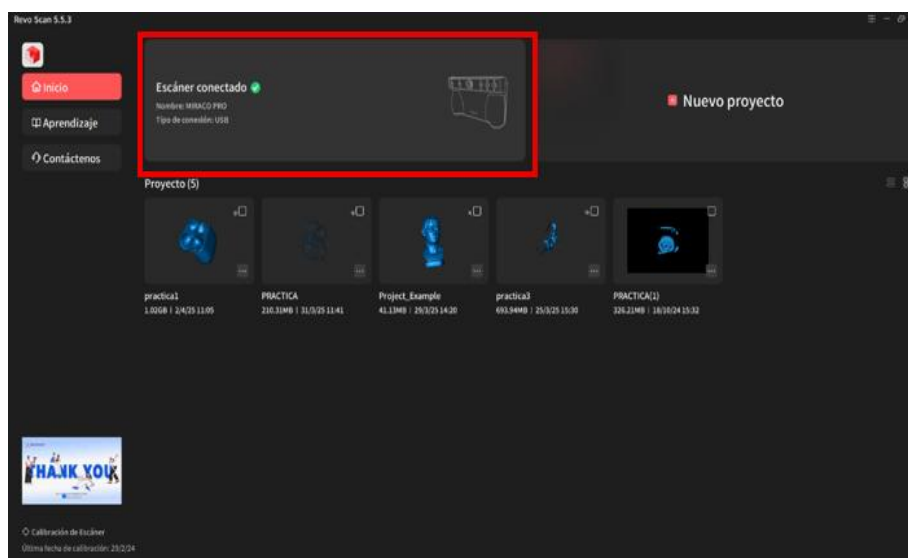 Revo Scan 5.5.3
Inicio
Aprendizaje
Contáctenos
Escáner conectado
Nombre: MIRACO PRO
Tipo de conexión: USB
Nuevo proyecto
Proyecto (5)
practica1
1.02GB | 2/4/25 11:05
PRACTICA
210.31MB | 31/3/25 11:41
Project_Example
41.13MB | 29/3/25 14:20
practica3
693.94MB | 25/3/25 15:30
PRACTICA(1)
326.21MB | 18/10/24 15:32
THANK YOU
Calibración de Escáner
Última fecha de calibración: 29/2/24